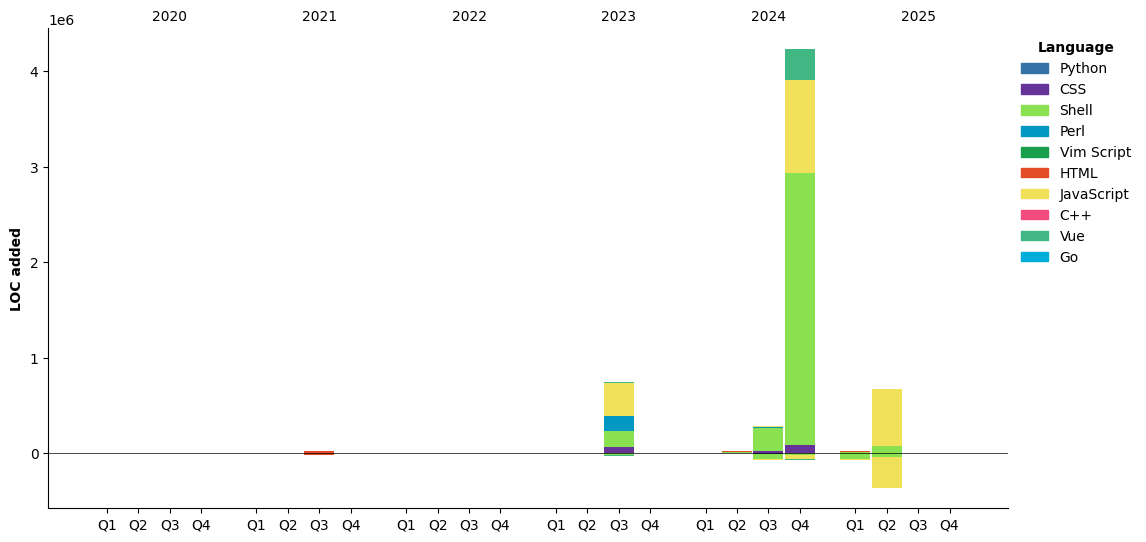 1e6
2020 2021 2022 2023 2024 2025
Language
Python
CSS
Shell
Perl
Vim Script
HTML
JavaScript
C++
Vue
Go
LOC added
4
3
2
1
0
Q1 Q2 Q3 Q4 Q1 Q2 Q3 Q4 Q1 Q2 Q3 Q4 Q1 Q2 Q3 Q4 Q1 Q2 Q3 Q4 Q1 Q2 Q3 Q4